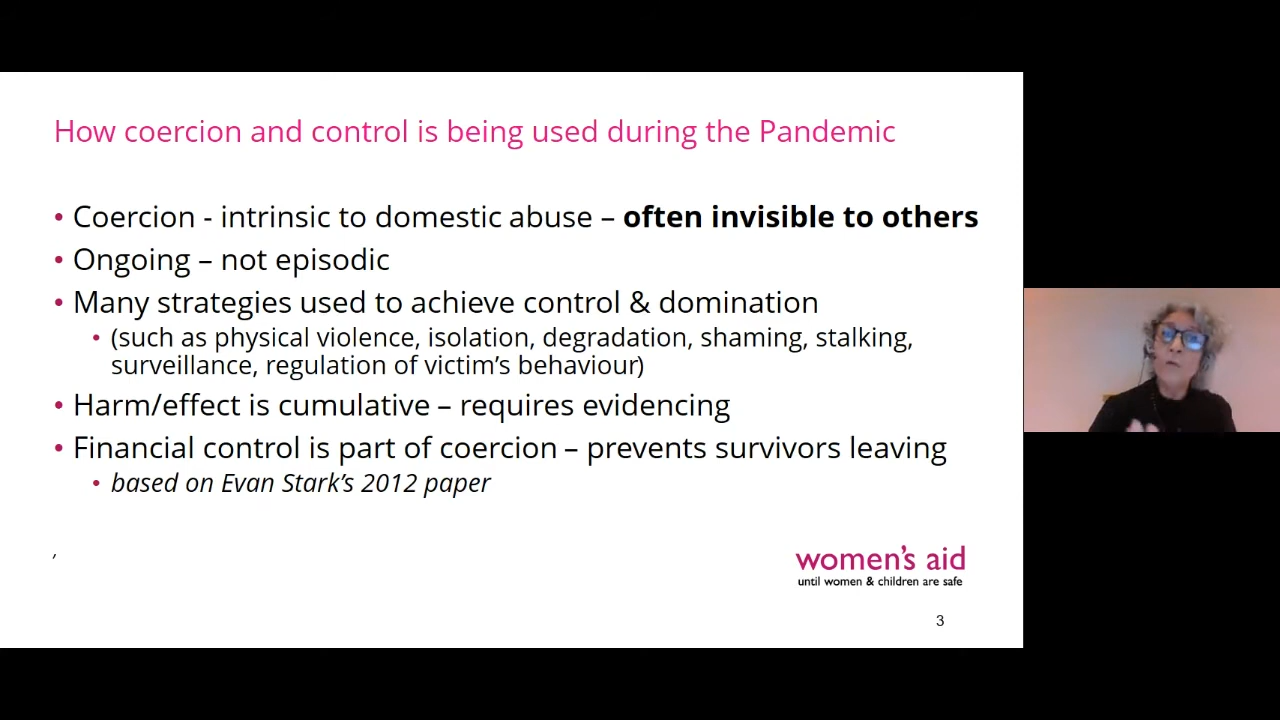 How coercion and control is being used during the Pandemic
• Coercion - intrinsic to domestic abuse – often invisible to others
• Ongoing – not episodic
• Many strategies used to achieve control & domination
• (such as physical violence, isolation, degradation, shaming, stalking,
surveillance, regulation of victim’s behaviour)
• Harm/effect is cumulative – requires evidencing
• Financial control is part of coercion – prevents survivors leaving
• based on Evan Stark’s 2012 paper
,
women’s aid
until women & children are safe
3